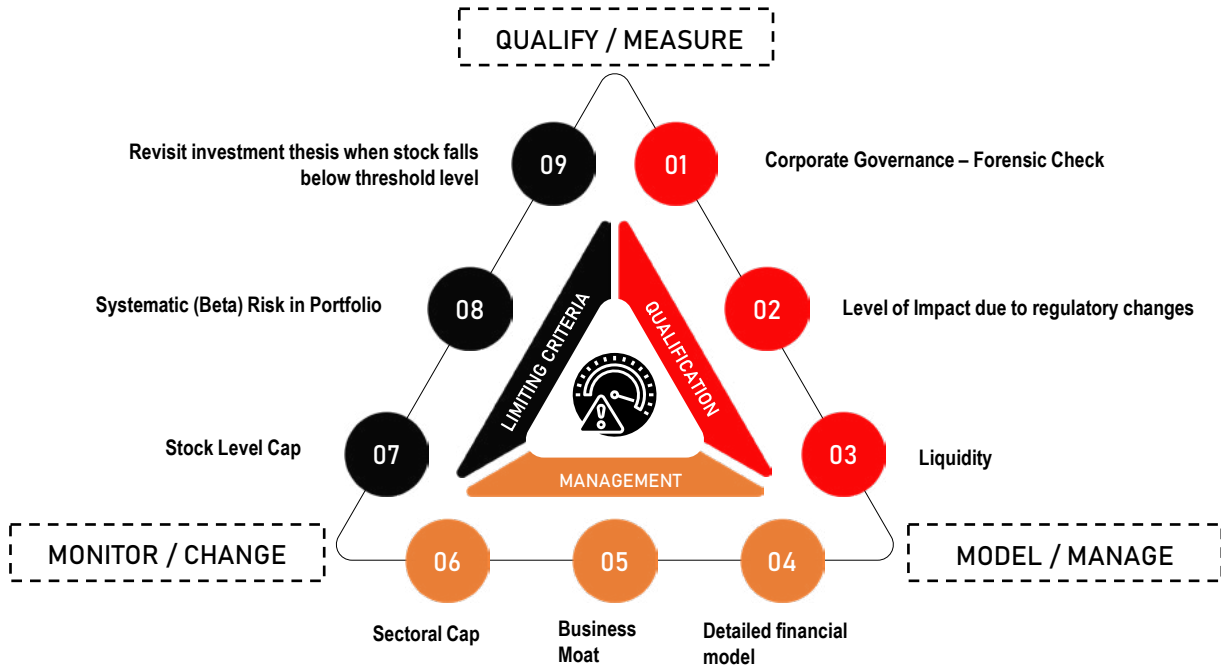 QUALIFY / MEASURE
09
Revisit investment thesis when stock falls
below threshold level
01
Corporate Governance – Forensic Check
08
Systematic (Beta) Risk in Portfolio
02
Level of Impact due to regulatory changes
LIMITING CRITERIA
QUALIFICATION
MANAGEMENT
07
Stock Level Cap
03
Liquidity
MONITOR / CHANGE
MODEL / MANAGE
06
Sectoral Cap
05
Business
Moat
04
Detailed financial
model